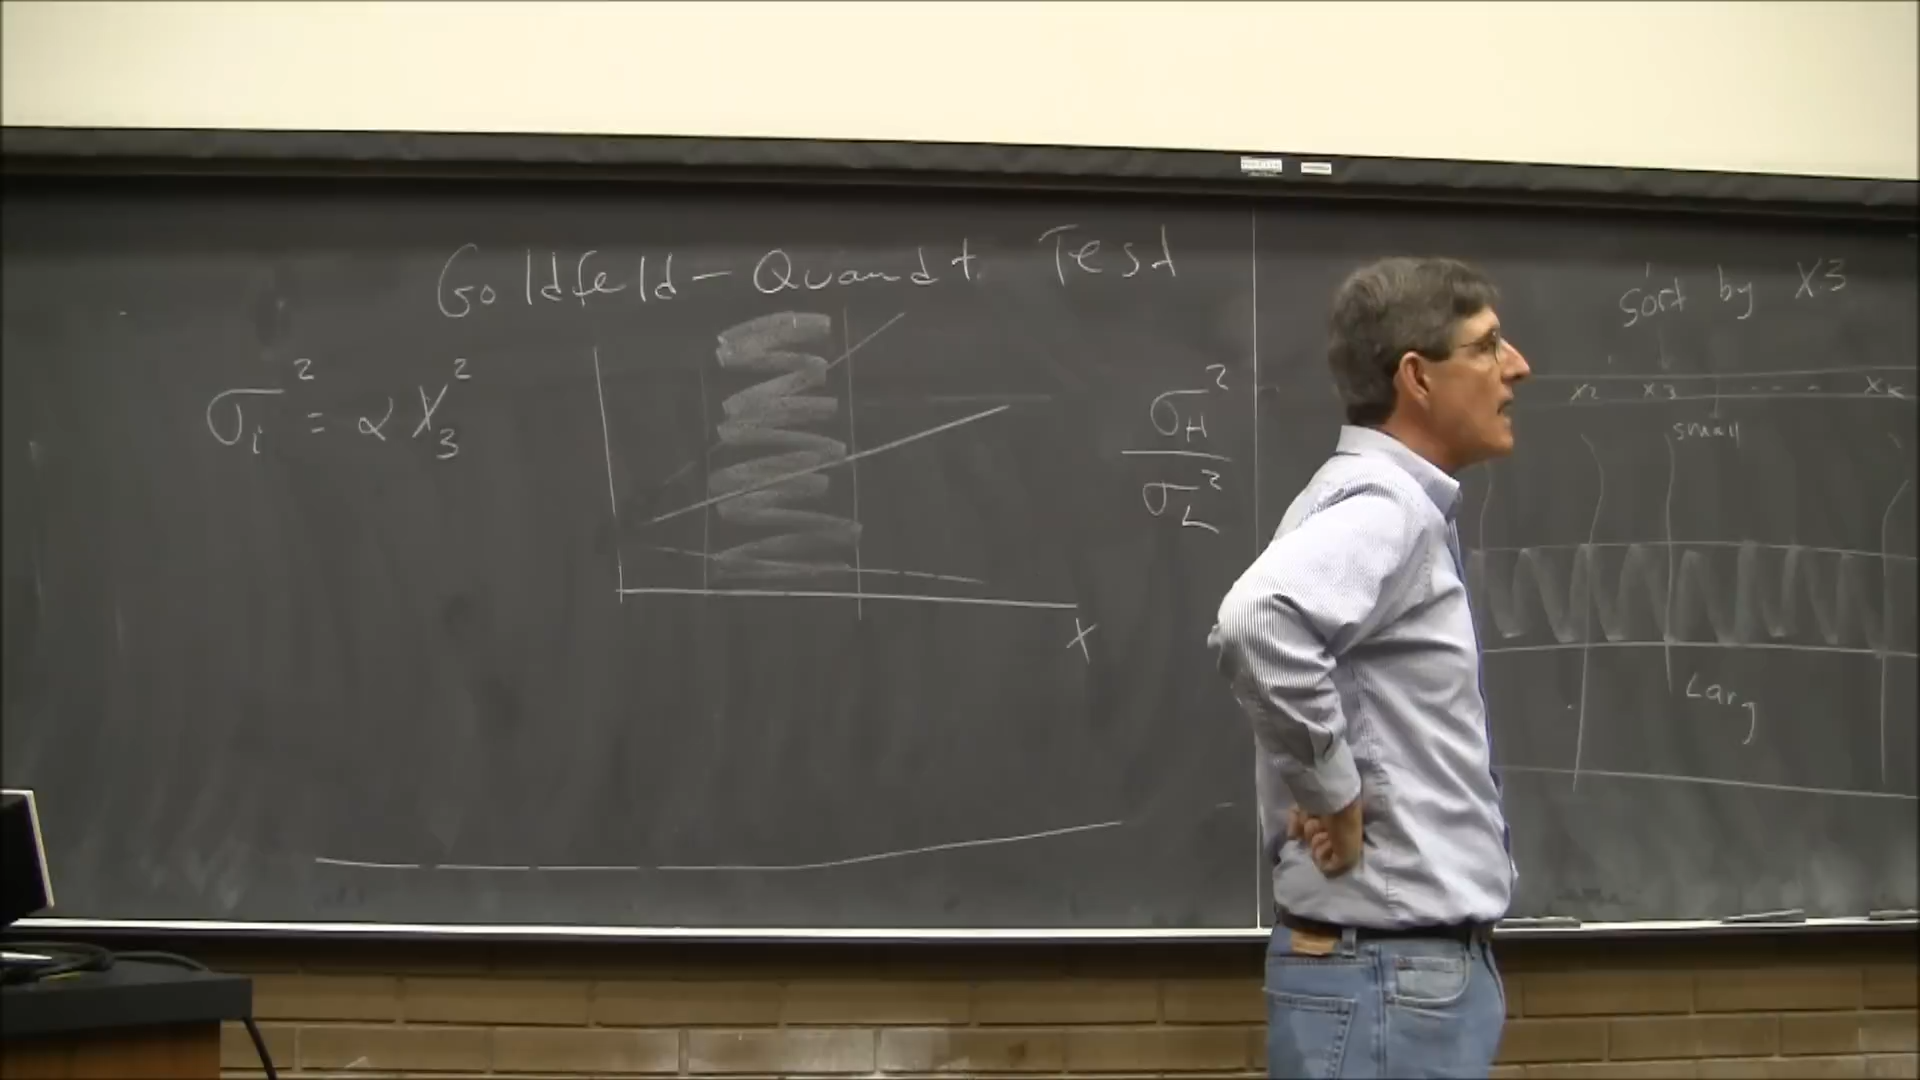 Goldfeld - Quandt. Test
σi² = α X3²
X
σH²
σL²
Sort by X3
X2 X3 - - - - XK
small
Larg